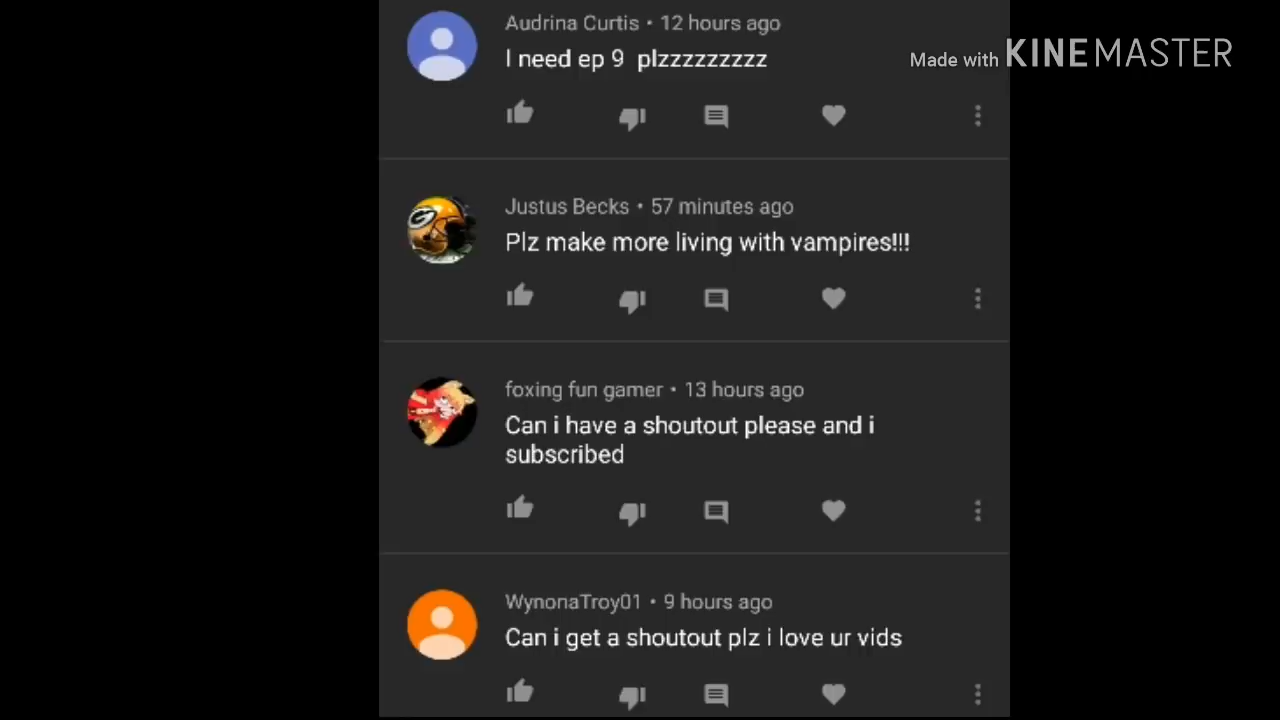 Audrina Curtis • 12 hours ago
I need ep 9 plzzzzzzzzz
Made with KINEMASTER
Justus Becks • 57 minutes ago
Plz make more living with vampires!!!
foxing fun gamer • 13 hours ago
Can i have a shoutout please and i
subscribed
WynonaTroy01 • 9 hours ago
Can i get a shoutout plz i love ur vids